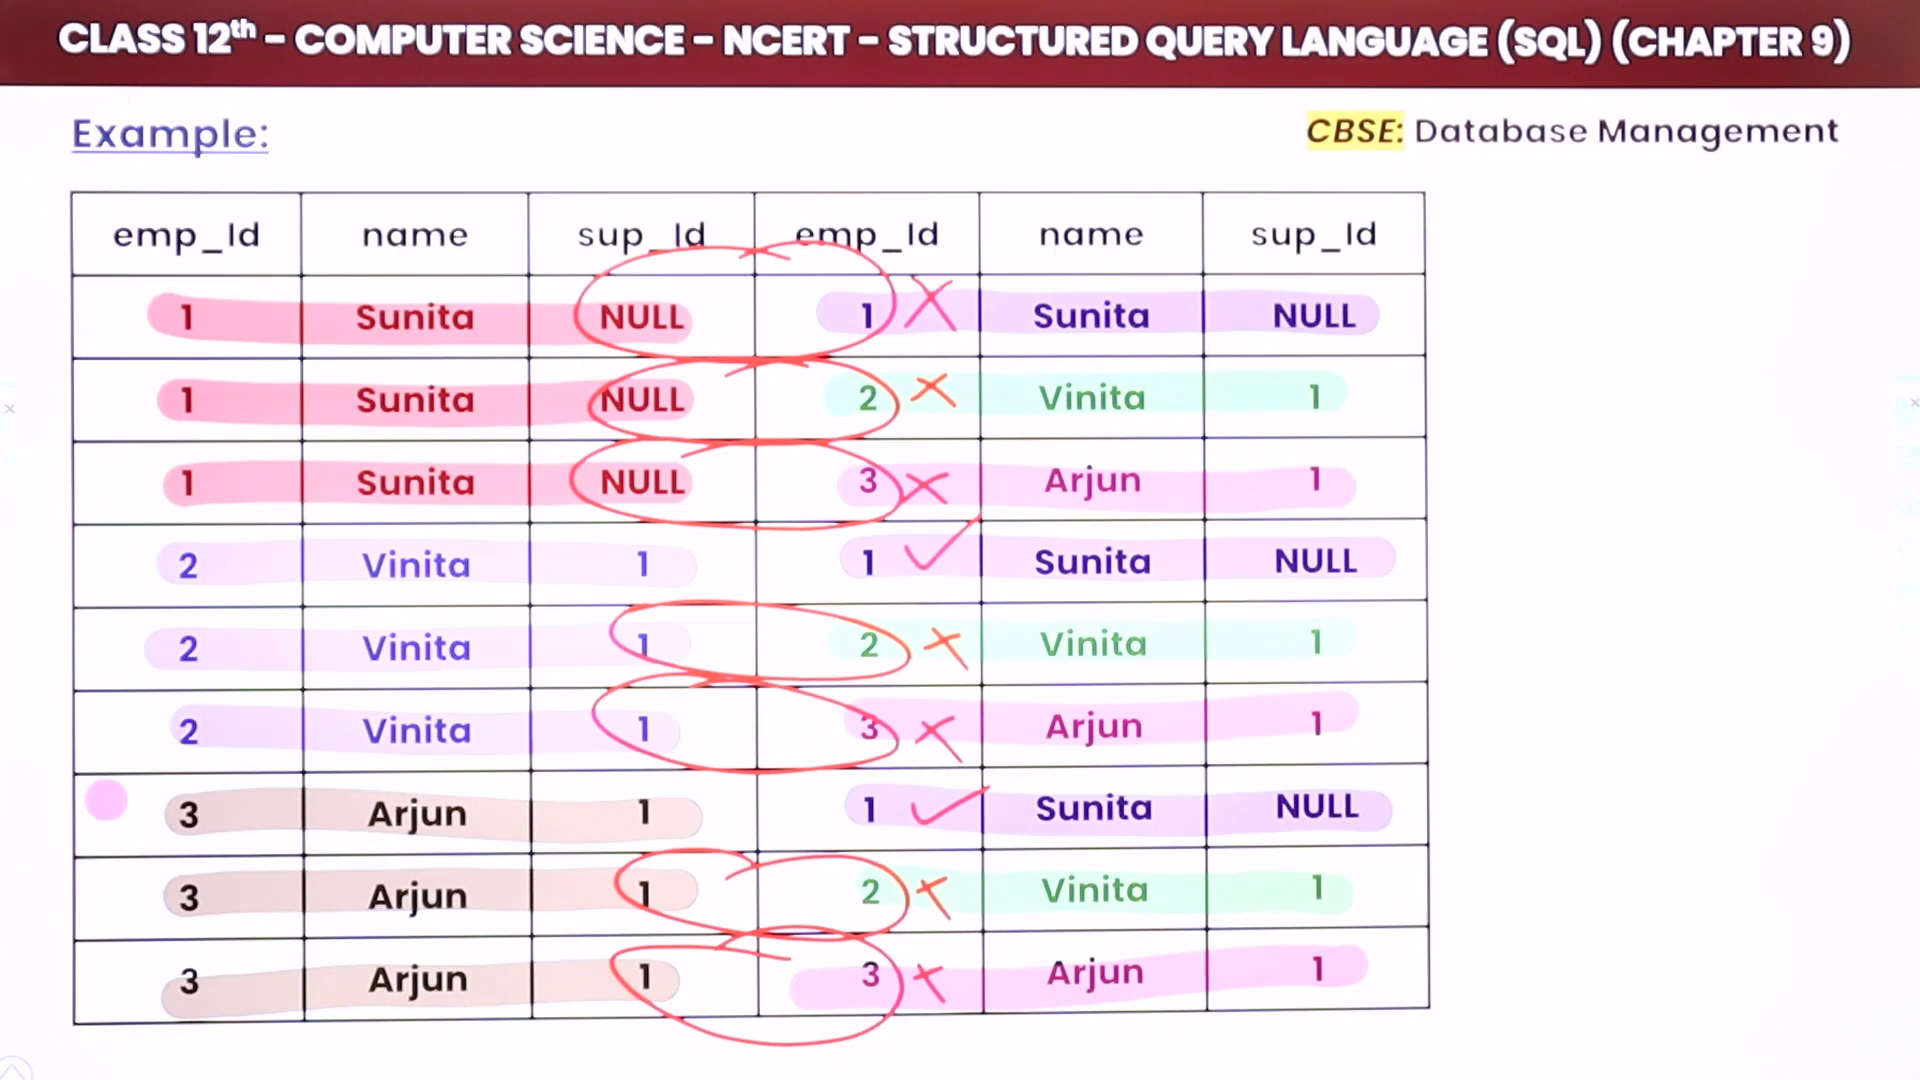 CLASS 12th – COMPUTER SCIENCE – NCERT – STRUCTURED QUERY LANGUAGE (SQL) (CHAPTER 9)
Example:
CBSE: Database Management
emp_Id name sup_Id emp_Id name sup_Id
1 Sunita NULL 1 Sunita NULL
1 Sunita NULL 2 Vinita 1
1 Sunita NULL 3 Arjun 1
2 Vinita 1 1 Sunita NULL
2 Vinita 1 2 Vinita 1
2 Vinita 1 3 Arjun 1
3 Arjun 1 1 Sunita NULL
3 Arjun 1 2 Vinita 1
3 Arjun 1 3 Arjun 1